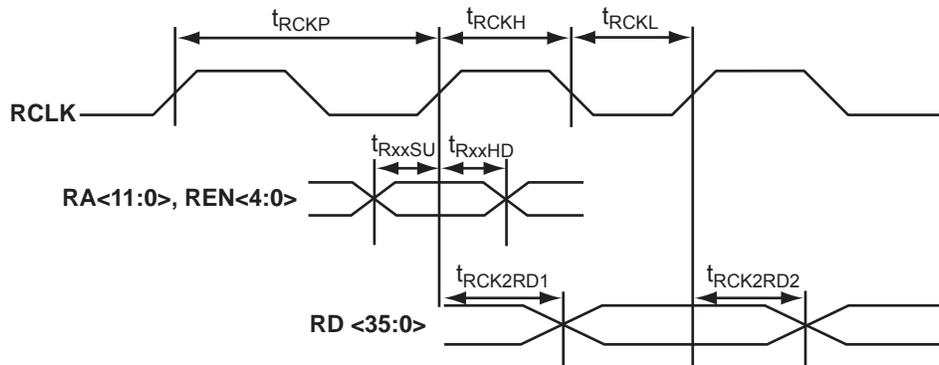 tRCKP tRCKH tRCKL
RCLK
tRxxSU tRxxHD
RA<11:0>, REN<4:0>
tRCK2RD1 tRCK2RD2
RD <35:0>